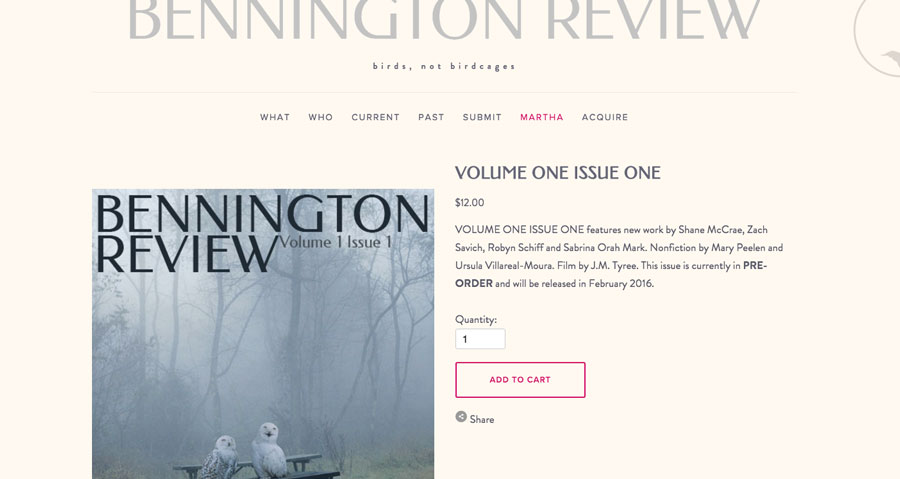 BENNINGTON REVIEW
birds, not birdcages
WHAT WHO CURRENT PAST SUBMIT MARTHA ACQUIRE
BENNINGTON
REVIEW Volume 1 Issue 1
VOLUME ONE ISSUE ONE
$12.00
VOLUME ONE ISSUE ONE features new work by Shane McCrae, Zach
Savich, Robyn Schiff and Sabrina Orah Mark. Nonfiction by Mary Peelen and
Ursula Villareal-Moura. Film by J.M. Tyree. This issue is currently in PRE-
ORDER and will be released in February 2016.
Quantity:
1
ADD TO CART
Share